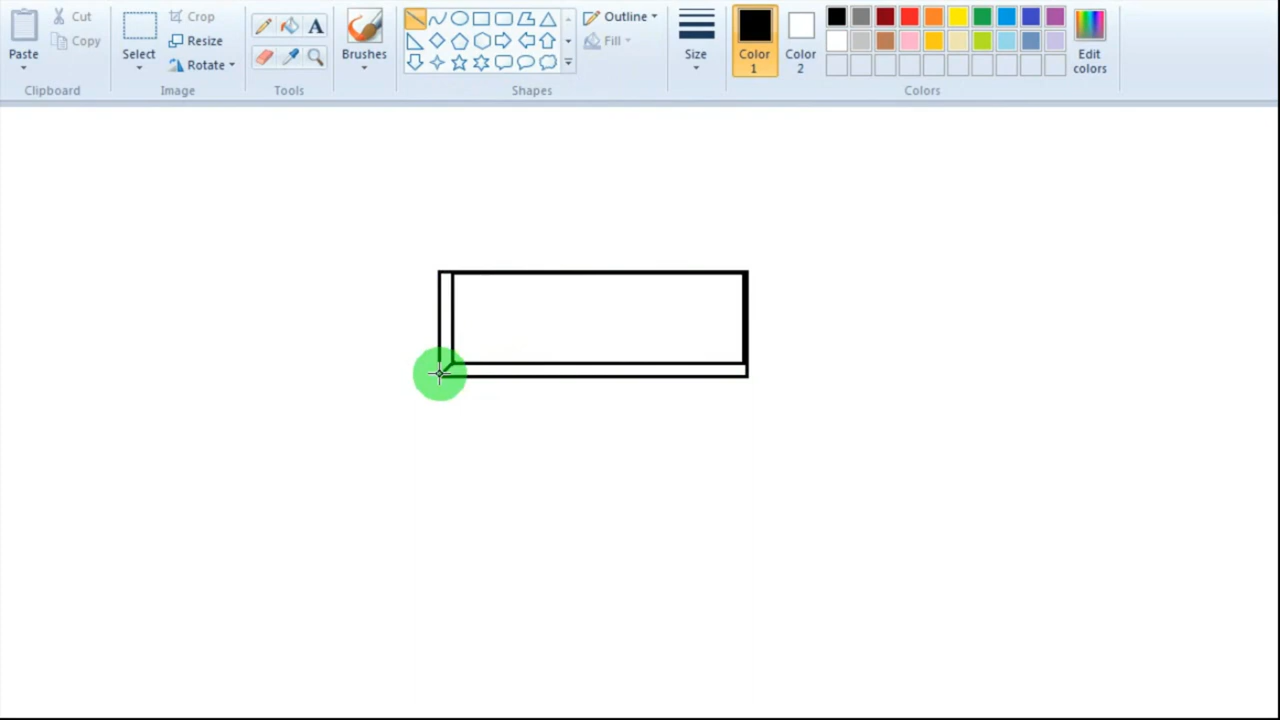 Cut
Crop
Outline
Paste
Copy
Select
Resize
Brushes
A
Fill
Size
Color
1
Color
2
Edit
colors
Rotate
Clipboard
Image
Tools
Shapes
Colors